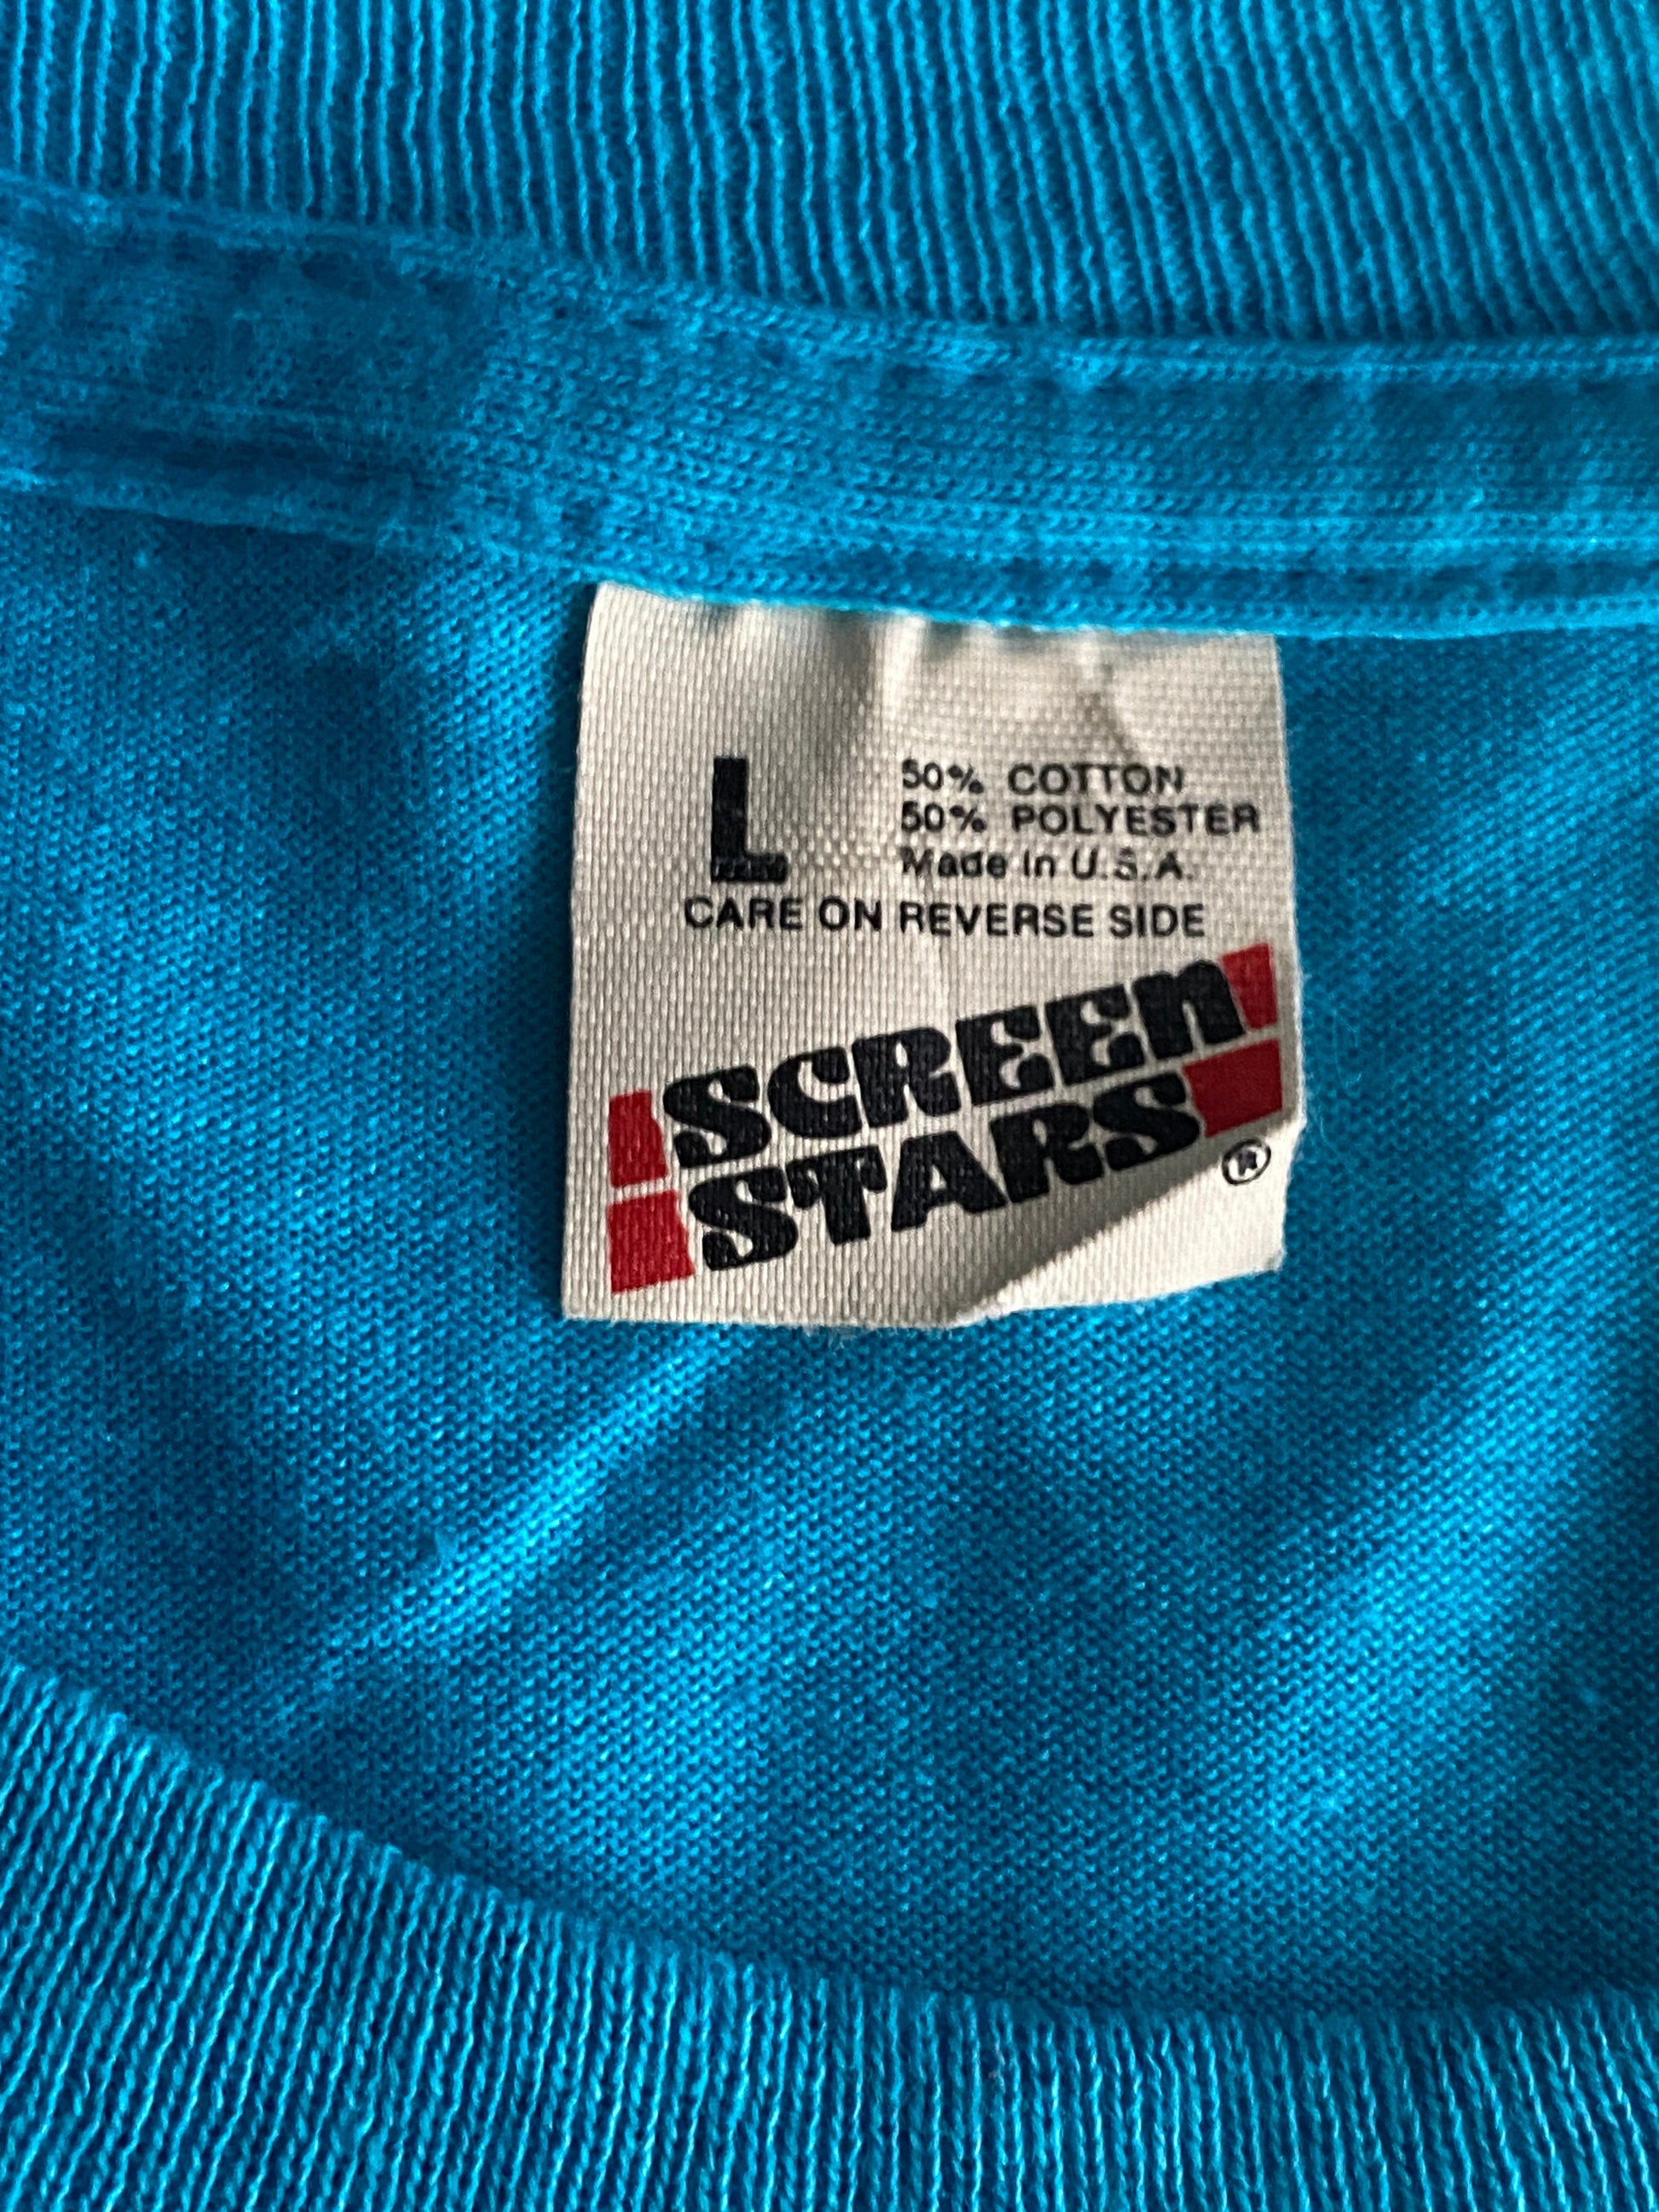 L
50% COTTON
50% POLYESTER
Made in U.S.A.
CARE ON REVERSE SIDE
SCREEN
STARS
®